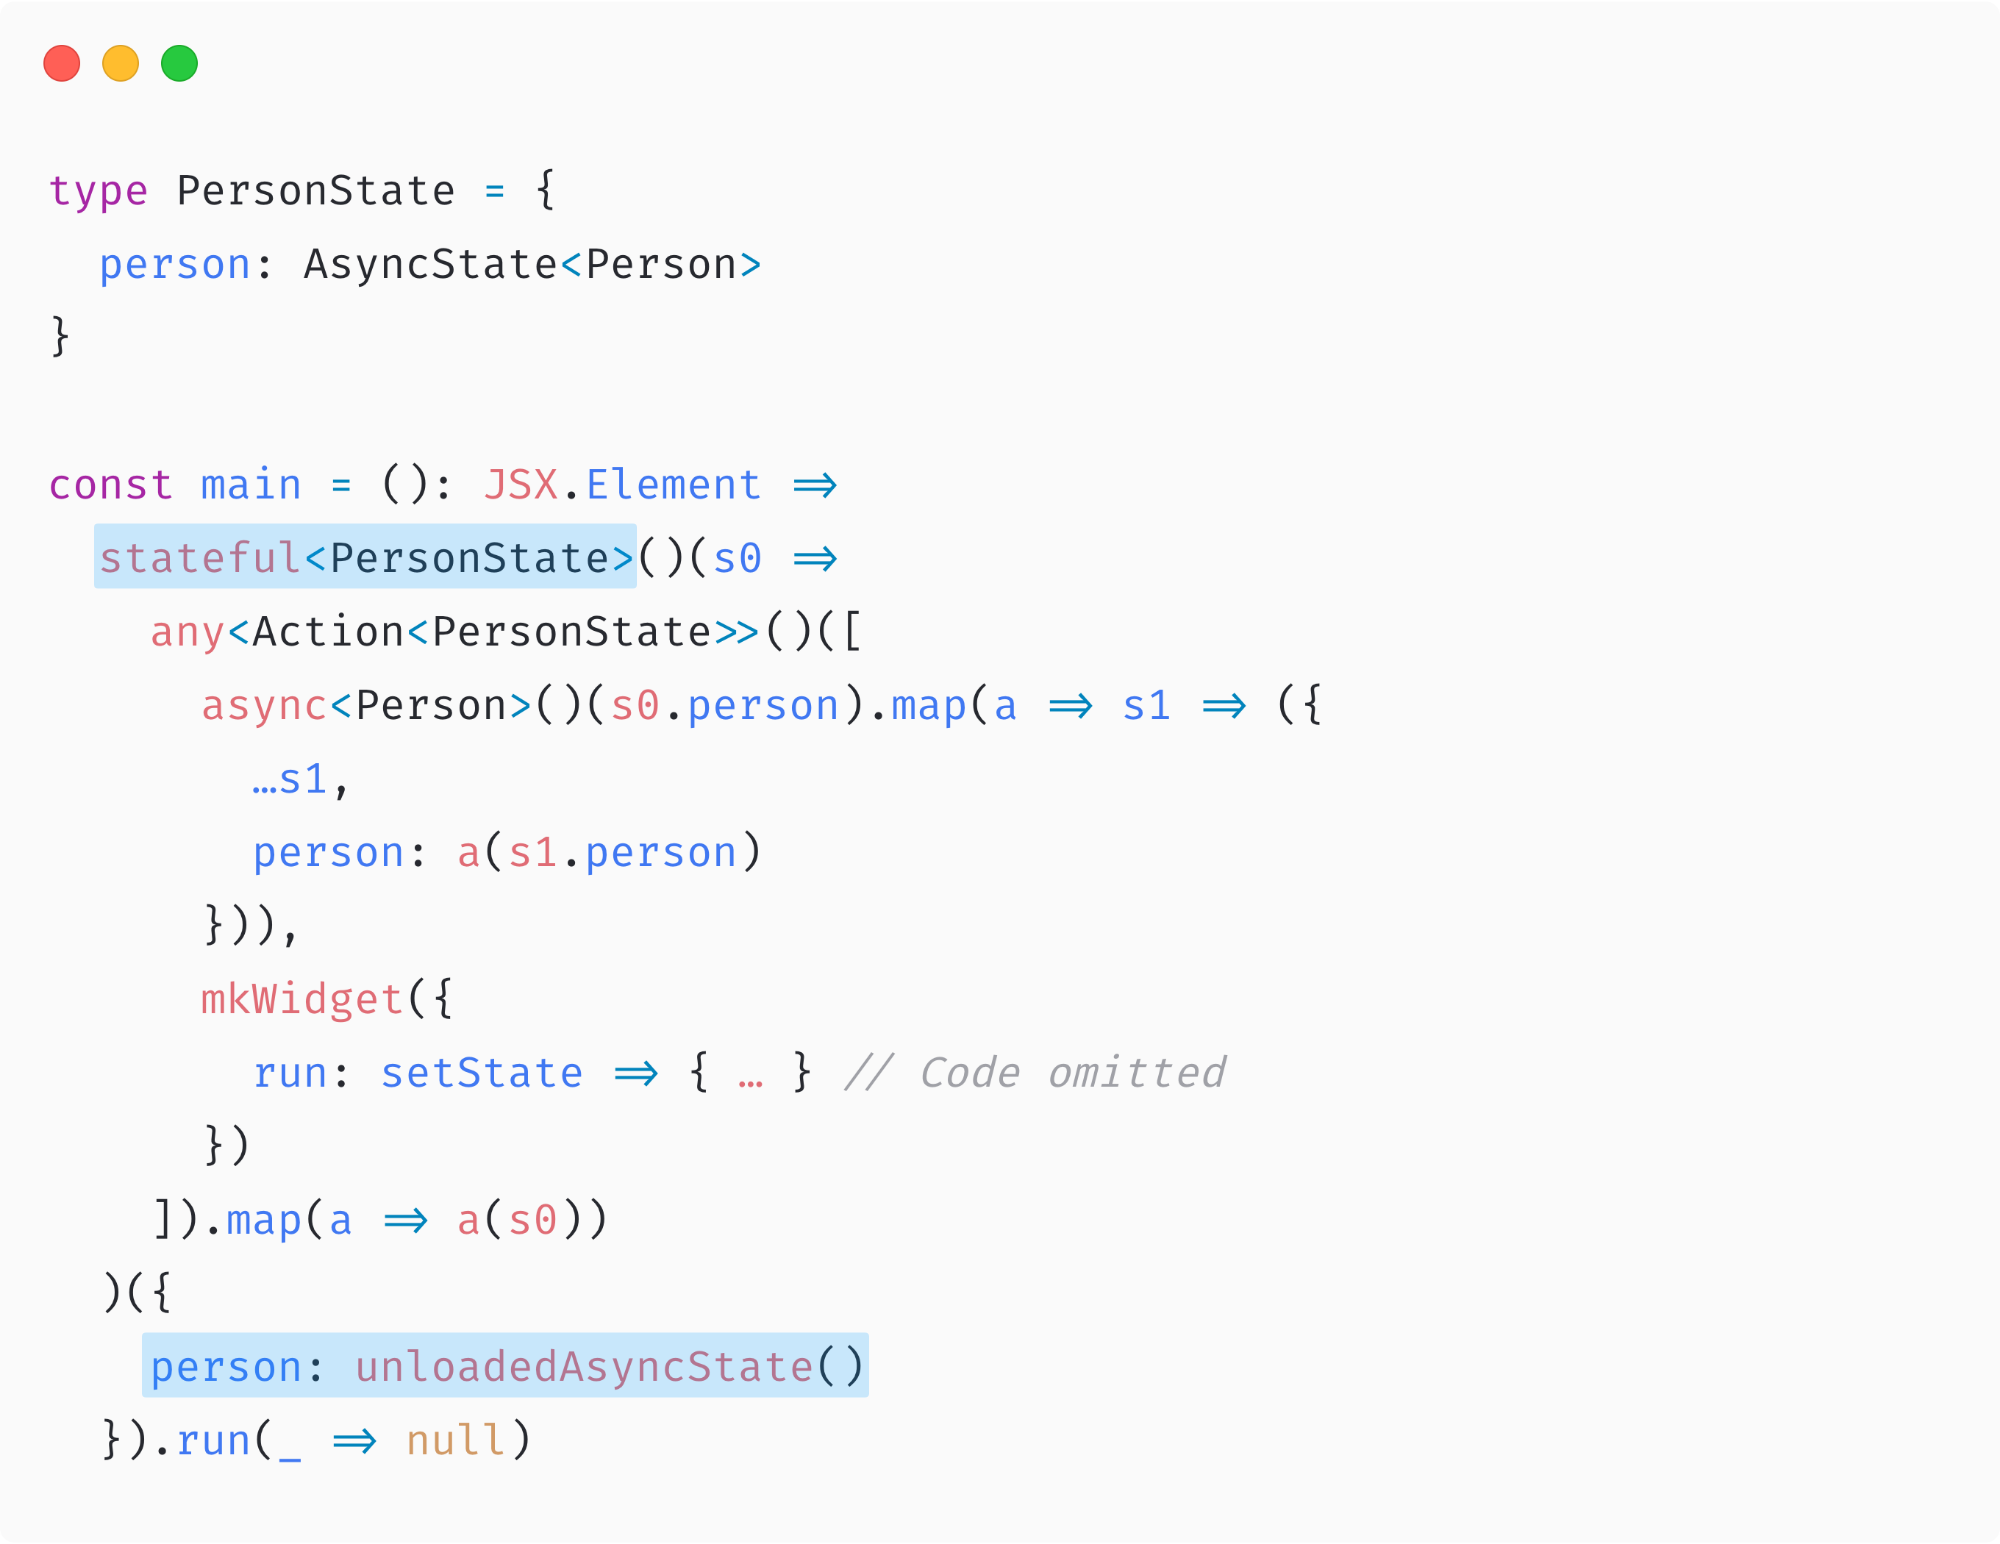 type PersonState = {
  person: AsyncState<Person>
}

const main = (): JSX.Element =>
  stateful<PersonState>()(s0 =>
    any<Action<PersonState>>()([
      async<Person>()(s0.person).map(a => s1 => ({
        ...s1,
        person: a(s1.person)
      })),
      mkWidget({
        run: setState => { ... } // Code omitted
      })
    ]).map(a => a(s0))
  )({
    person: unloadedAsyncState()
  }).run(_ => null)